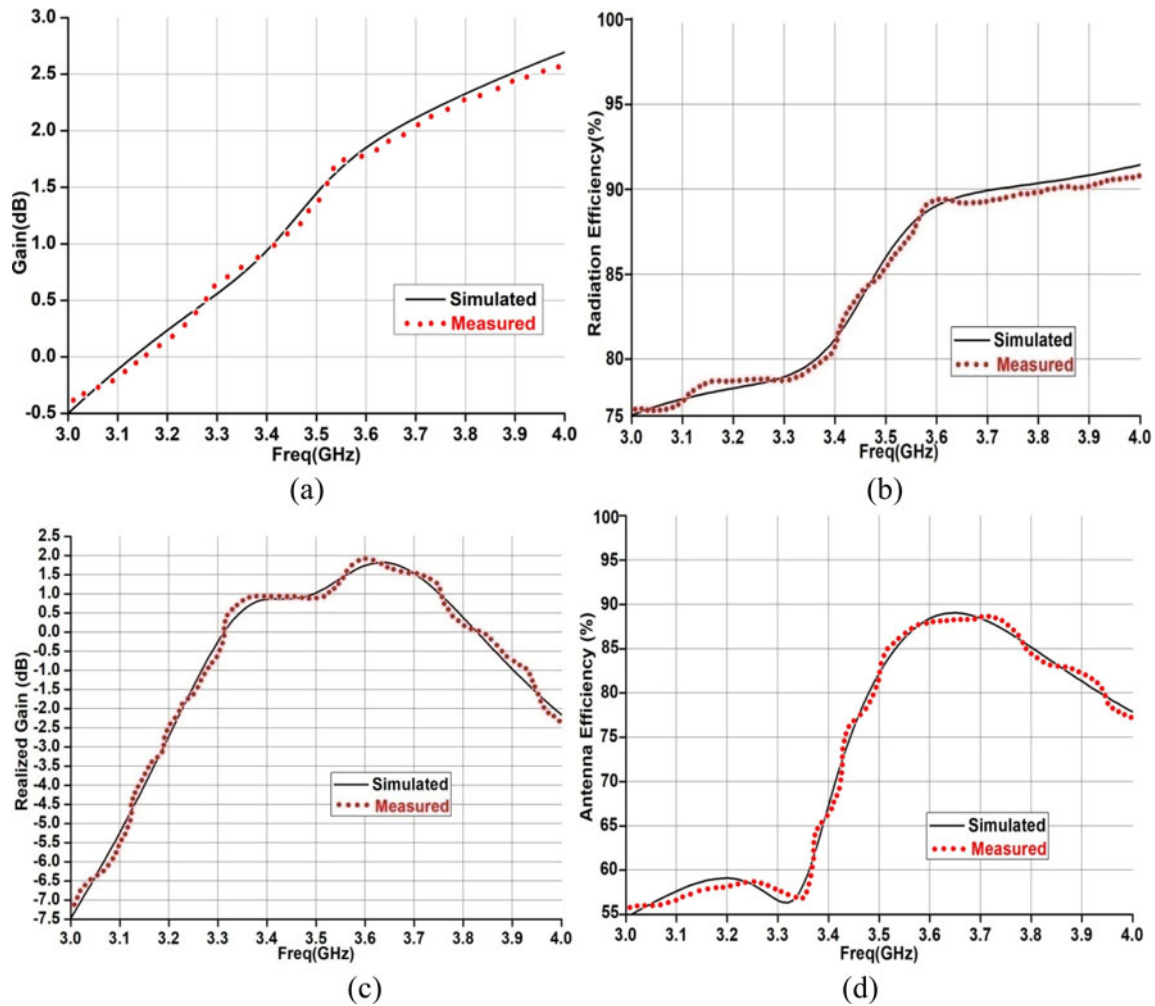 3.0
2.5
2.0
1.5
1.0
0.5
0.0
-0.5
Gain(dB)
Simulated
Measured
3.0 3.1 3.2 3.3 3.4 3.5 3.6 3.7 3.8 3.9 4.0
Freq(GHz)
(a)
100
95
90
85
80
75
Radiation Efficiency(%)
Simulated
Measured
3.0 3.1 3.2 3.3 3.4 3.5 3.6 3.7 3.8 3.9 4.0
Freq(GHz)
(b)
2.5
2.0
1.5
1.0
0.5
0.0
-0.5
-1.0
-1.5
-2.0
-2.5
-3.0
-3.5
-4.0
-4.5
-5.0
-5.5
-6.0
-6.5
-7.0
-7.5
Realized Gain (dB)
Simulated
Measured
3.0 3.1 3.2 3.3 3.4 3.5 3.6 3.7 3.8 3.9 4.0
Freq(GHz)
(c)
100
95
90
85
80
75
70
65
60
55
Antenna Efficiency (%)
Simulated
Measured
3.0 3.1 3.2 3.3 3.4 3.5 3.6 3.7 3.8 3.9 4.0
Freq(GHz)
(d)